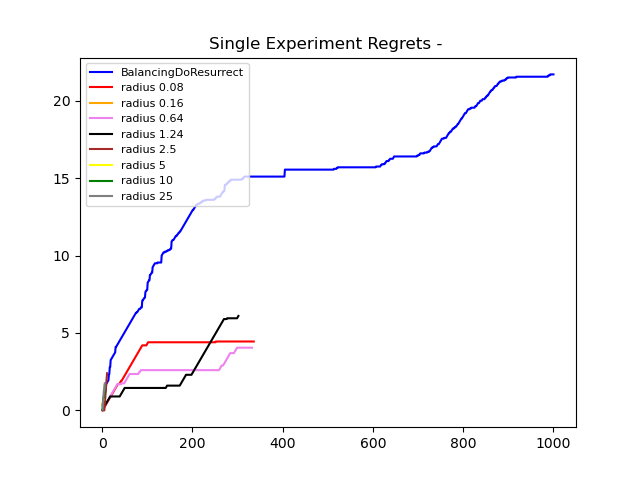 Single Experiment Regrets -
BalancingDoResurrect
radius 0.08
radius 0.16
radius 0.64
radius 1.24
radius 2.5
radius 5
radius 10
radius 25
20
15
10
5
0
0 200 400 600 800 1000